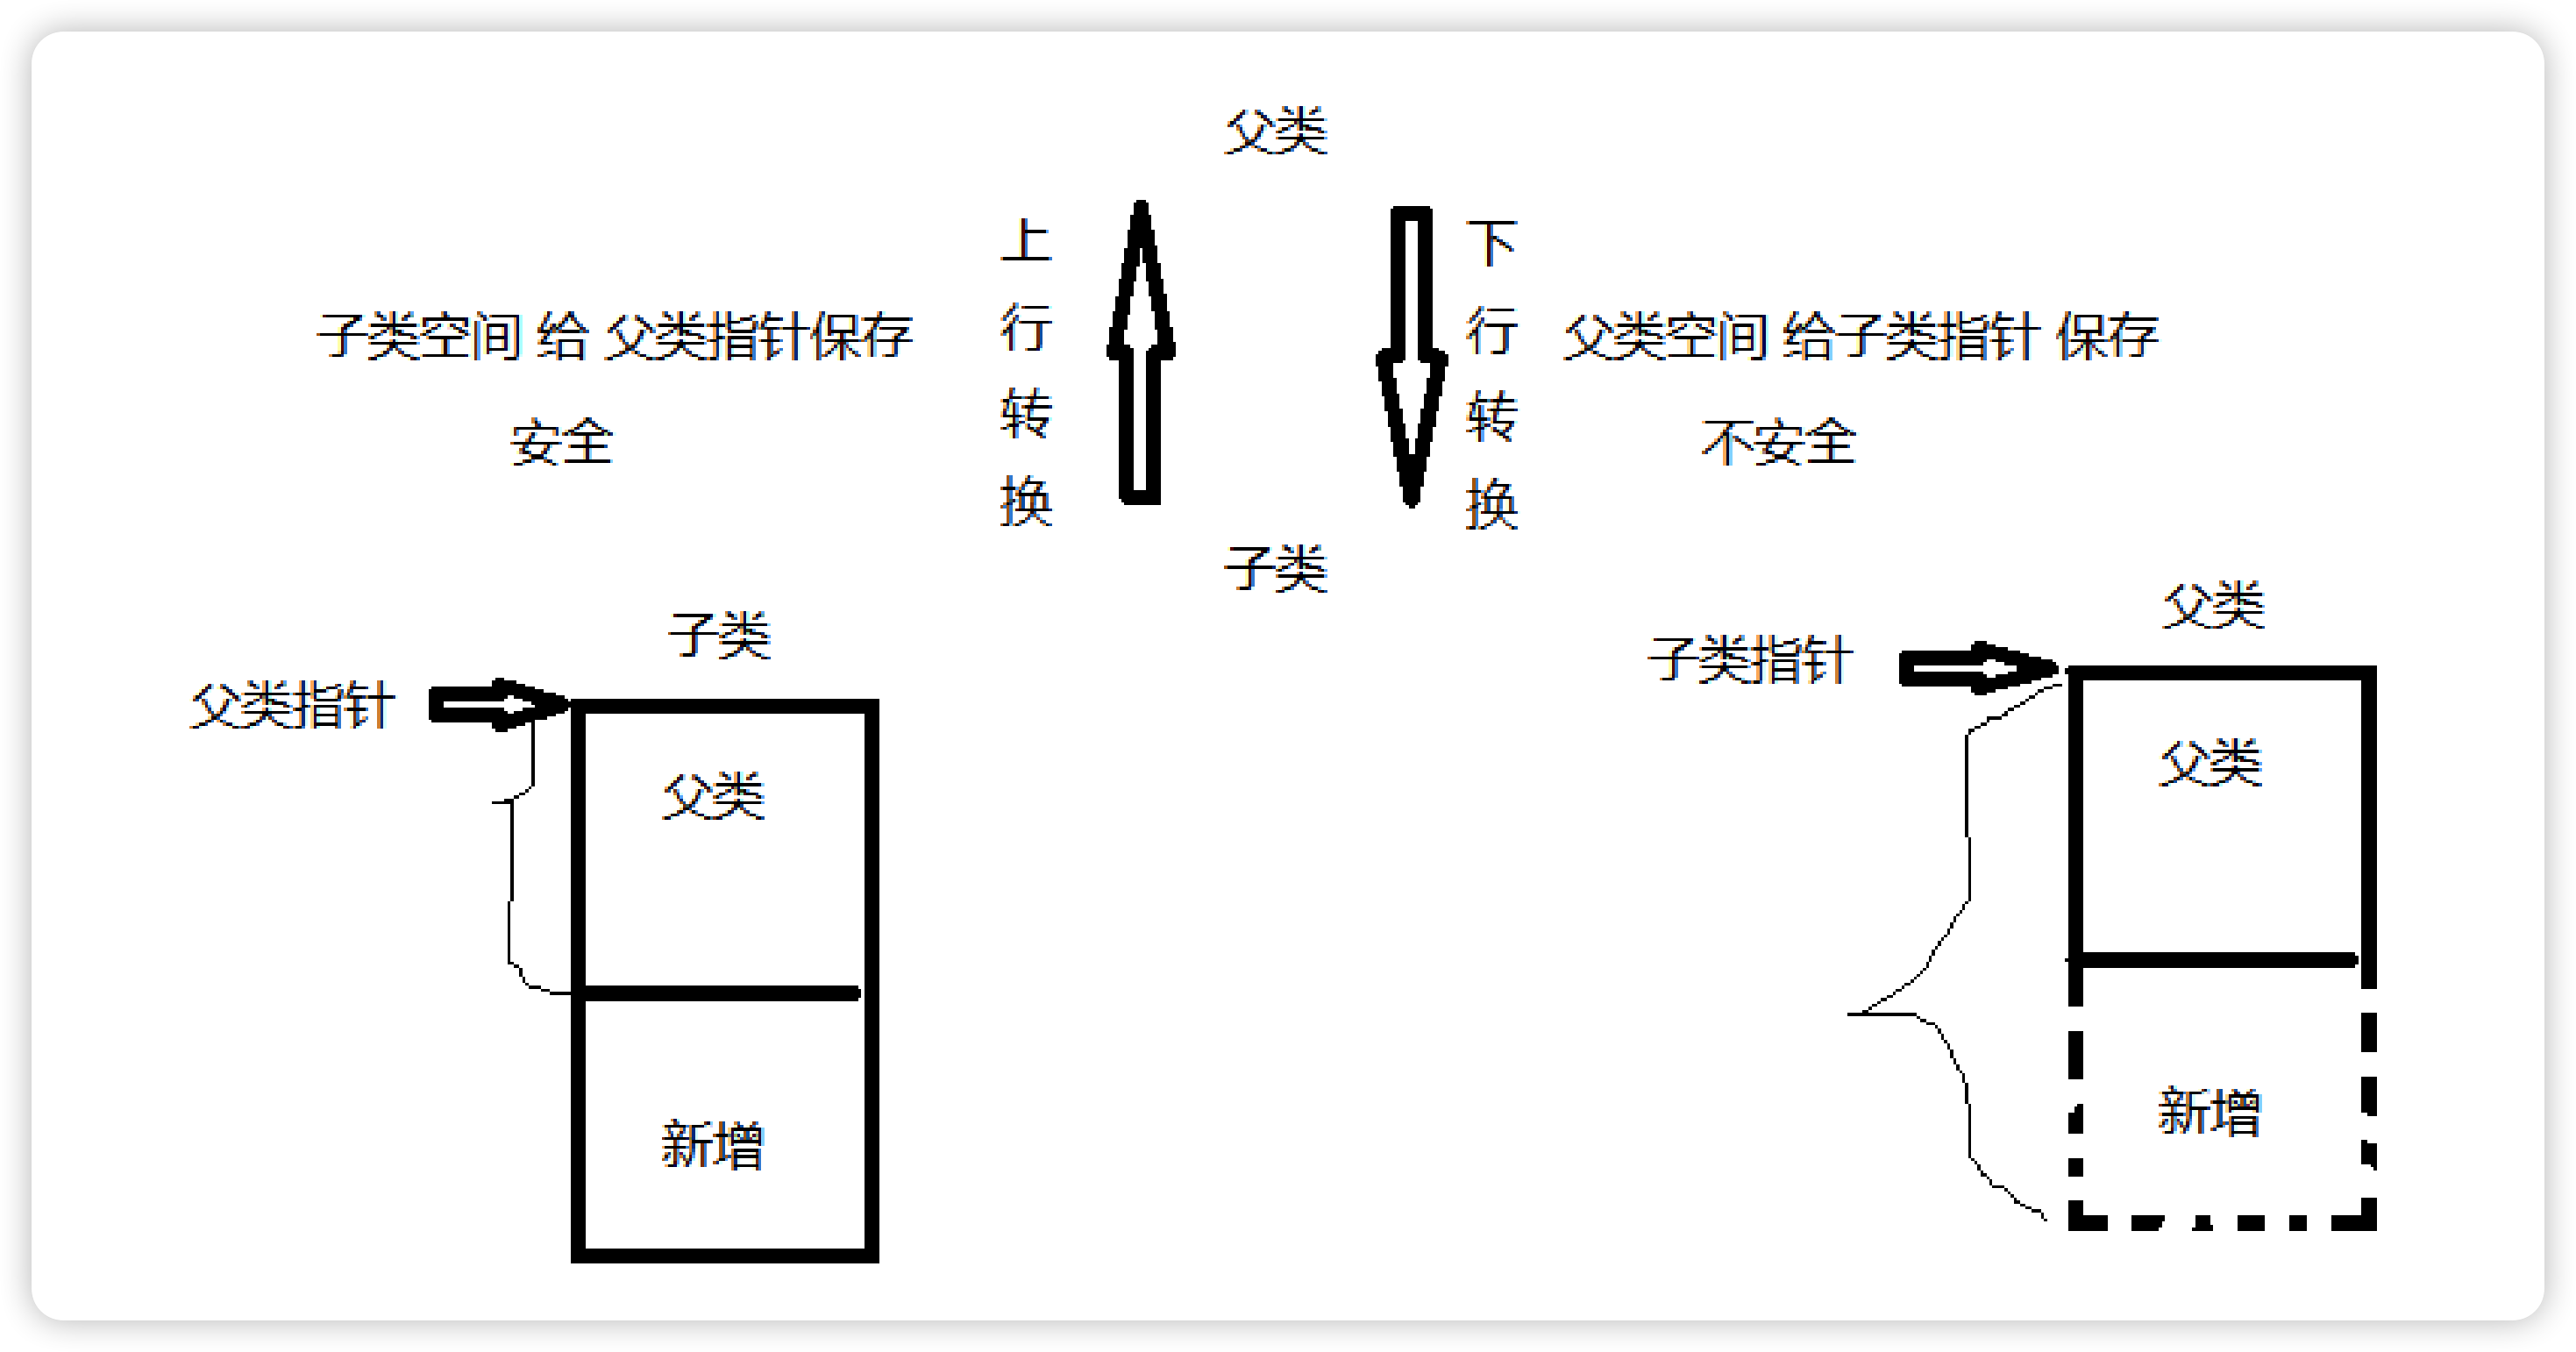 父类
上行转换
下行转换
子类空间 给 父类指针保存
安全
父类空间 给子类指针 保存
不安全
子类
子类
父类指针
父类
新增
父类
子类指针
父类
新增